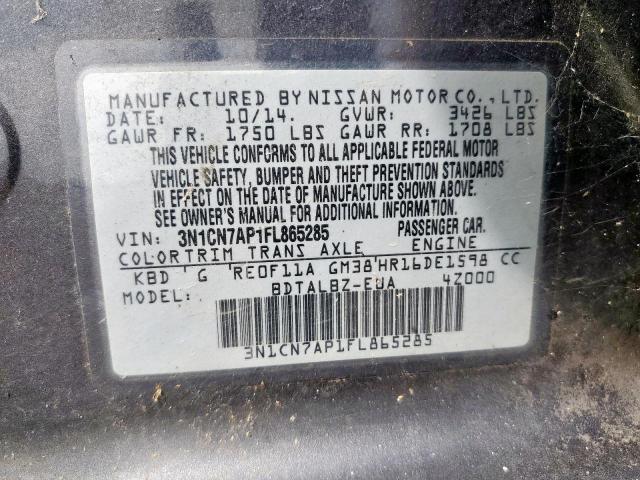 MANUFACTURED BY NISSAN MOTOR CO., LTD.
DATE: 10/14. GVWR: 3426 LBS
GAWR FR: 1750 LBS GAWR RR: 1708 LBS
THIS VEHICLE CONFORMS TO ALL APPLICABLE FEDERAL MOTOR
VEHICLE SAFETY, BUMPER AND THEFT PREVENTION STANDARDS
IN EFFECT ON THE DATE OF MANUFACTURE SHOWN ABOVE.
SEE OWNER'S MANUAL FOR ADDITIONAL INFORMATION.
VIN: 3N1CN7AP1FL865285 PASSENGER CAR.
COLOR TRIM TRANS AXLE ENGINE
KBD G RE0F11A GM38 HR16DE1598 CC
MODEL: BDTALBZ-EUA 4Z000
3N1CN7AP1FL865285